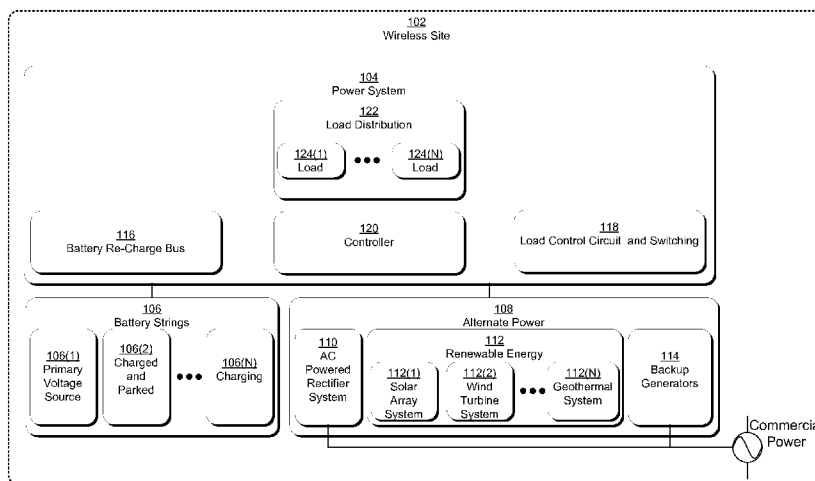 102
Wireless Site
104
Power System
122
Load Distribution
124(1)
Load
124(N)
Load
116
Battery Re-Charge Bus
120
Controller
118
Load Control Circuit and Switching
106
Battery Strings
106(1)
Primary
Voltage
Source
106(2)
Charged
and
Parked
106(N)
Charging
108
Alternate Power
110
AC
Powered
Rectifier
System
112
Renewable Energy
112(1)
Solar
Array
System
112(2)
Wind
Turbine
System
112(N)
Geothermal
System
114
Backup
Generators
Commercia
Power